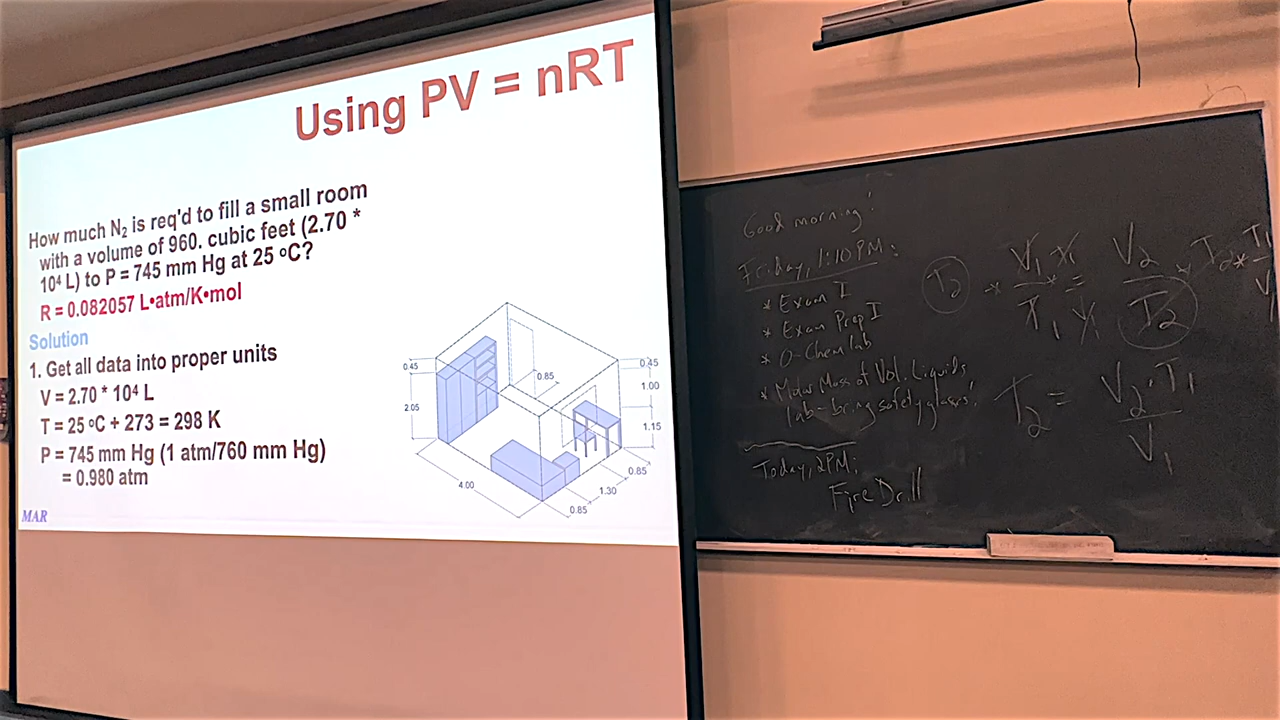 Using PV = nRT
How much N₂ is req'd to fill a small room
with a volume of 960. cubic feet (2.70 *
10⁴ L) to P = 745 mm Hg at 25 °C?
R = 0.082057 L•atm/K•mol
Solution
1. Get all data into proper units
V = 2.70 * 10⁴ L
T = 25 °C + 273 = 298 K
P = 745 mm Hg (1 atm/760 mm Hg)
= 0.980 atm
MAR
0.45
2.05
4.00
0.85
0.45
1.00
1.15
0.85
1.30
0.85
Good morning!
Friday, 1:10 PM:
* Exam I
* Exam Prep I
* O-Chem lab
* Molar Mass of Vol. Liquids
lab - bring safety glasses!
Today, 2PM:
Fire Drill
T₂ * V₁ / T₁ = V₂ / T₂ * T₂ * T₁ / V₁
T₂ = V₂ · T₁ / V₁